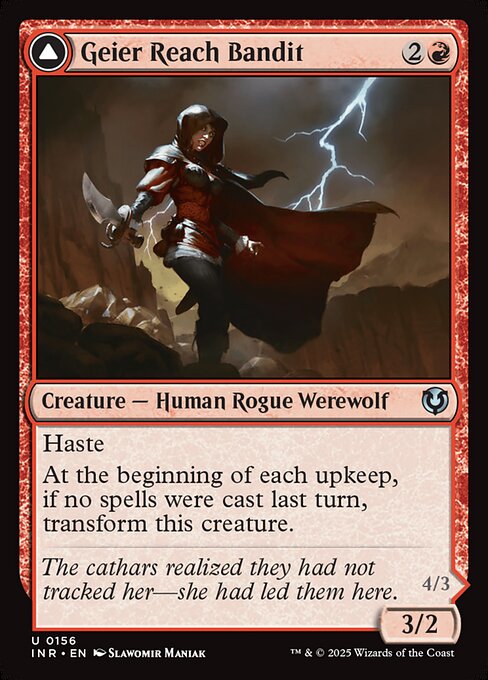 Geier Reach Bandit 2
Creature — Human Rogue Werewolf
Haste
At the beginning of each upkeep,
if no spells were cast last turn,
transform this creature.
The cathars realized they had not
tracked her—she had led them here.
4/3
3/2
U 0156
INR • EN Slawomir Maniak
™ & © 2025 Wizards of the Coast